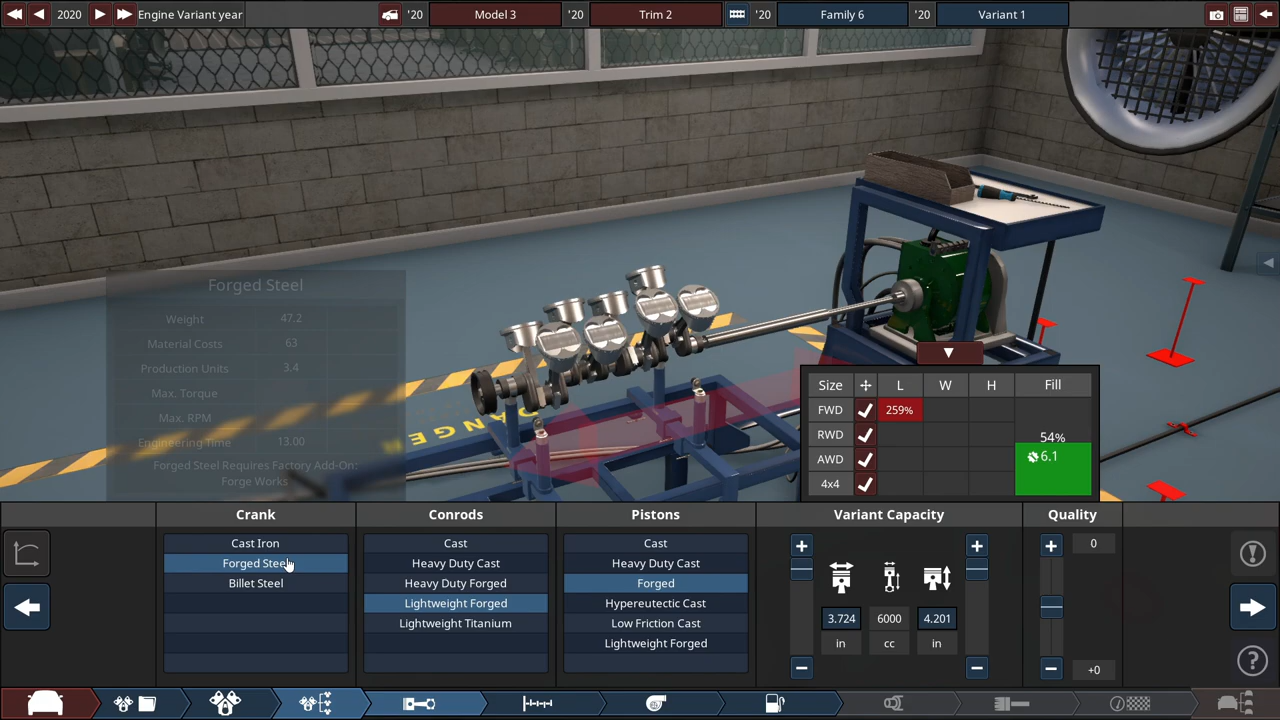 2020 Engine Variant year '20 Model 3 '20 Trim 2 '20 Family 6 '20 Variant 1
Forged Steel
Weight 47.2
Material Costs 63
Production Units 3.4
Max. Torque
Max. RPM
Engineering Time 13.00
Forged Steel Requires Factory Add-On:
Forge Works
DANGER
Size L W H Fill
FWD 259%
RWD
AWD
4x4
54%
6.1
Crank Conrods Pistons Variant Capacity Quality
Cast Iron
Forged Steel
Billet Steel
Cast
Heavy Duty Cast
Heavy Duty Forged
Lightweight Forged
Lightweight Titanium
Cast
Heavy Duty Cast
Forged
Hypereutectic Cast
Low Friction Cast
Lightweight Forged
3.724 6000 4.201
in cc in
0
+0